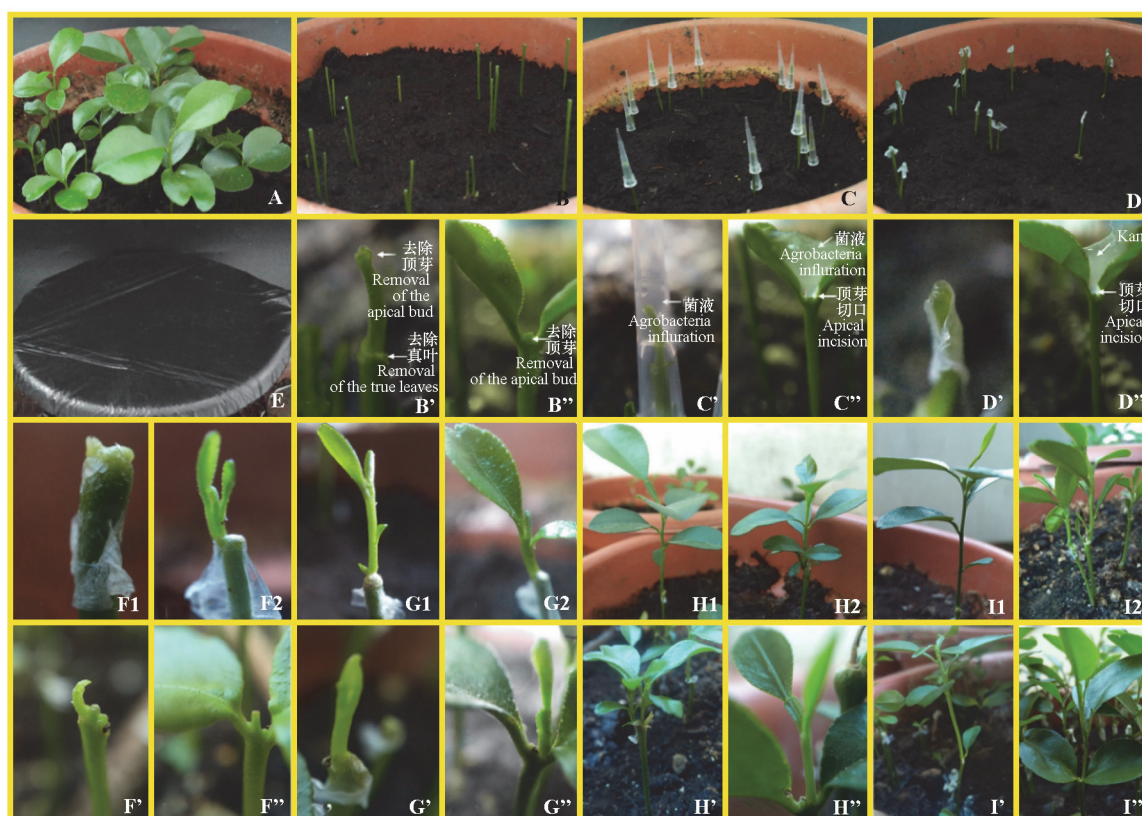 A
B
C
D
E
去除
顶芽
Removal
of the
apical bud
去除
真叶
Removal
of the true leaves
B'
去除
顶芽
Removal
of the apical bud
B''
菌液
Agrobacteria
influration
C'
菌液
Agrobacteria
influration
顶芽
切口
Apical
incision
C''
D'
Kan
顶芽
切口
Apical
incision
D''
F1
F2
G1
G2
H1
H2
I1
I2
F'
F''
G'
G''
H'
H''
I'
I''